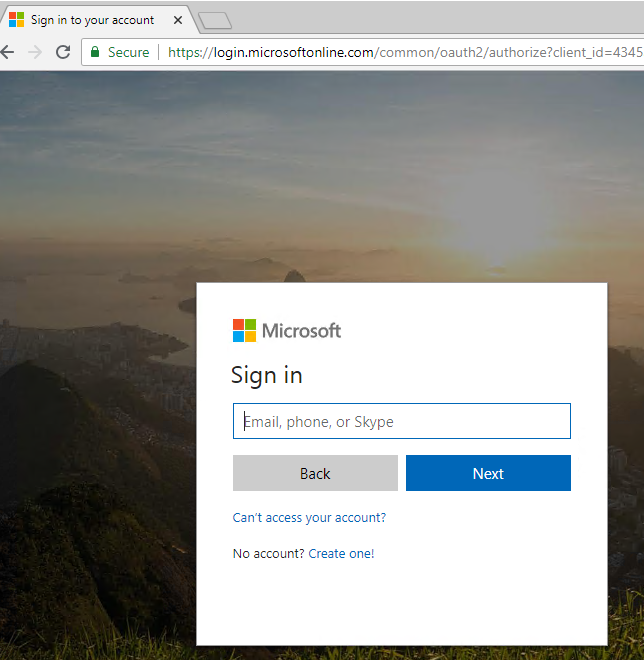 Sign in to your account
Secure https://login.microsoftonline.com/common/oauth2/authorize?client_id=4345
Microsoft
Sign in
Email, phone, or Skype
Back Next
Can't access your account?
No account? Create one!